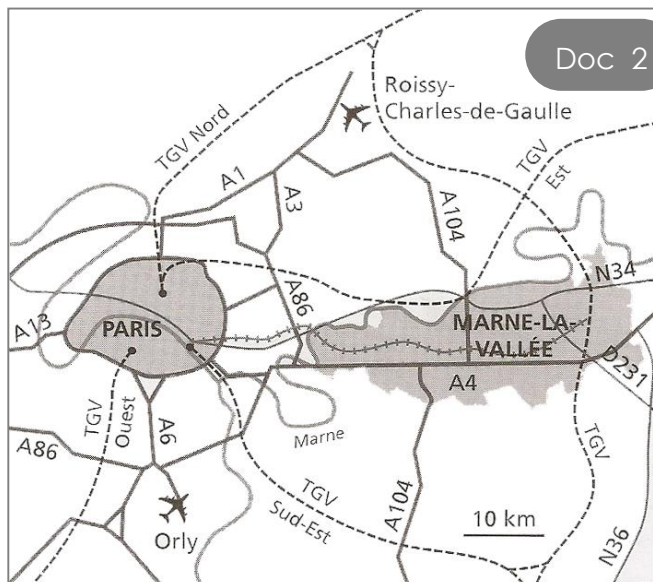 Doc 2
Roissy-
Charles-de-Gaulle
TGV Nord
TGV
Est
A1
A3
A104
A86
N34
A13
PARIS
MARNE-LA-
VALLÉE
D231
A4
TGV
Ouest
A6
Marne
A86
TGV
Sud-Est
A104
TGV
Orly
10 km
N36